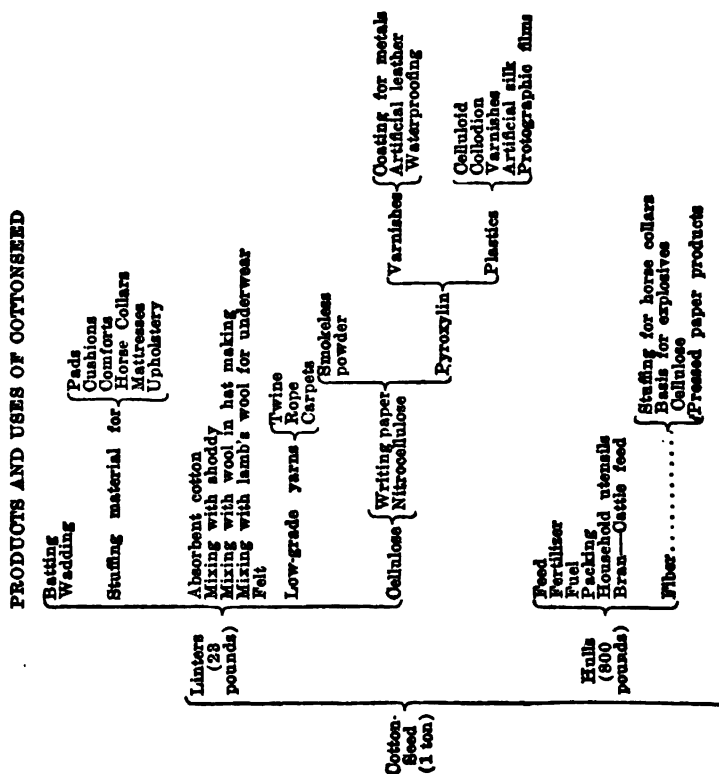 PRODUCTS AND USES OF COTTONSEED
Cotton-
Seed
(1 ton)
Linters
(23
pounds)
Batting
Wadding
Stuffing material for
Pads
Cushions
Comforts
Horse Collars
Mattresses
Upholstery
Absorbent cotton
Mixing with shoddy
Mixing with wool in hat making
Mixing with lamb's wool for underwear
Felt
Low-grade yarns
Twine
Rope
Carpets
Cellulose
Writing paper
Nitrocellulose
Smokeless
powder
Pyroxylin
Varnishes
Coating for metals
Artificial leather
Waterproofing
Plastics
Celluloid
Collodion
Varnishes
Artificial silk
Protographic films
Hulls
(800
pounds)
Feed
Fertilizer
Fuel
Packing
Household utensils
Bran—Cattle feed
Fiber..........
Stuffing for horse collars
Basis for explosives
Cellulose
Pressed paper products